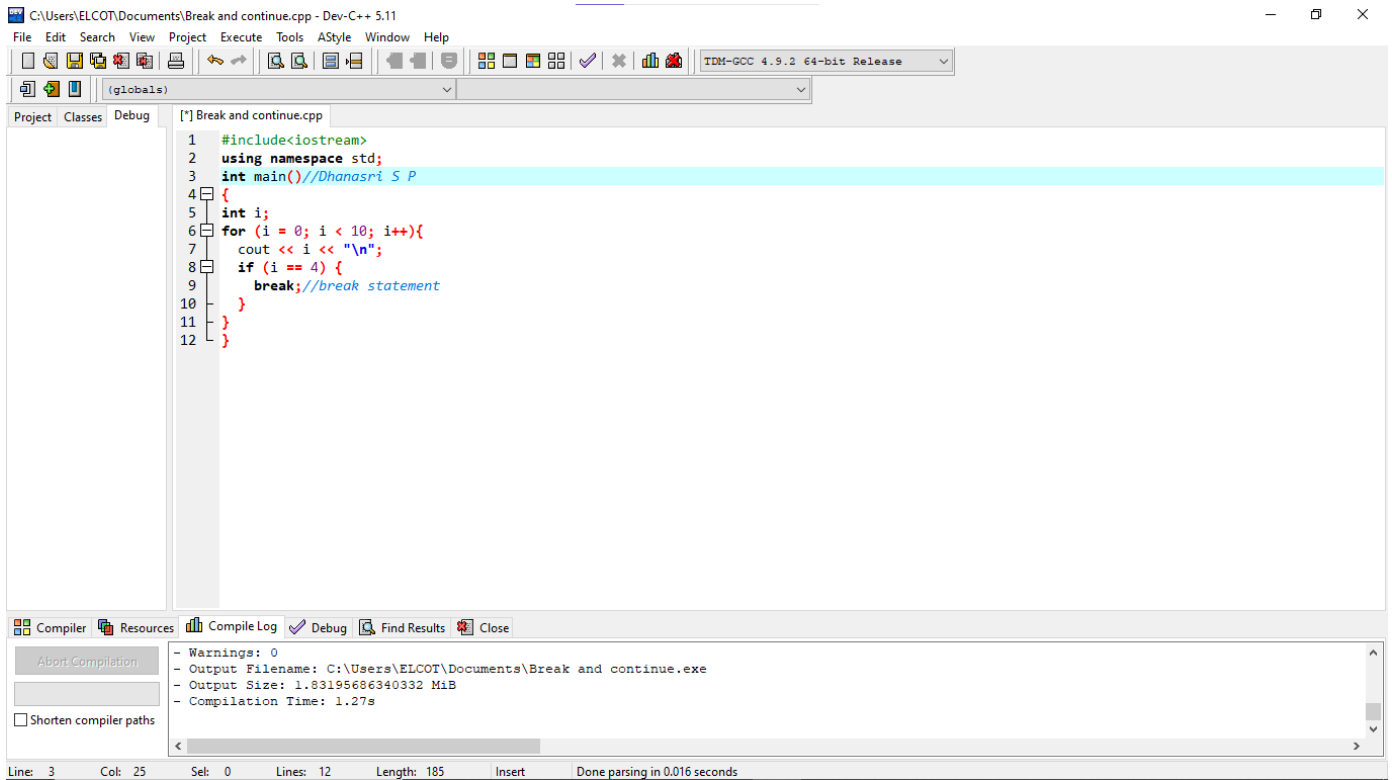 C:\Users\ELCOT\Documents\Break and continue.cpp - Dev-C++ 5.11
File Edit Search View Project Execute Tools AStyle Window Help
TDM-GCC 4.9.2 64-bit Release
(globals)
Project Classes Debug [*] Break and continue.cpp
1 #include<iostream>
2 using namespace std;
3 int main()//Dhanasri S P
4 {
5 int i;
6 for (i = 0; i < 10; i++){
7 cout << i << "\n";
8 if (i == 4) {
9 break;//break statement
10 }
11 }
12 }
Compiler Resources Compile Log Debug Find Results Close
Abort Compilation
Shorten compiler paths
- Warnings: 0
- Output Filename: C:\Users\ELCOT\Documents\Break and continue.exe
- Output Size: 1.83195686340332 MiB
- Compilation Time: 1.27s
Line: 3 Col: 25 Sel: 0 Lines: 12 Length: 185 Insert Done parsing in 0.016 seconds